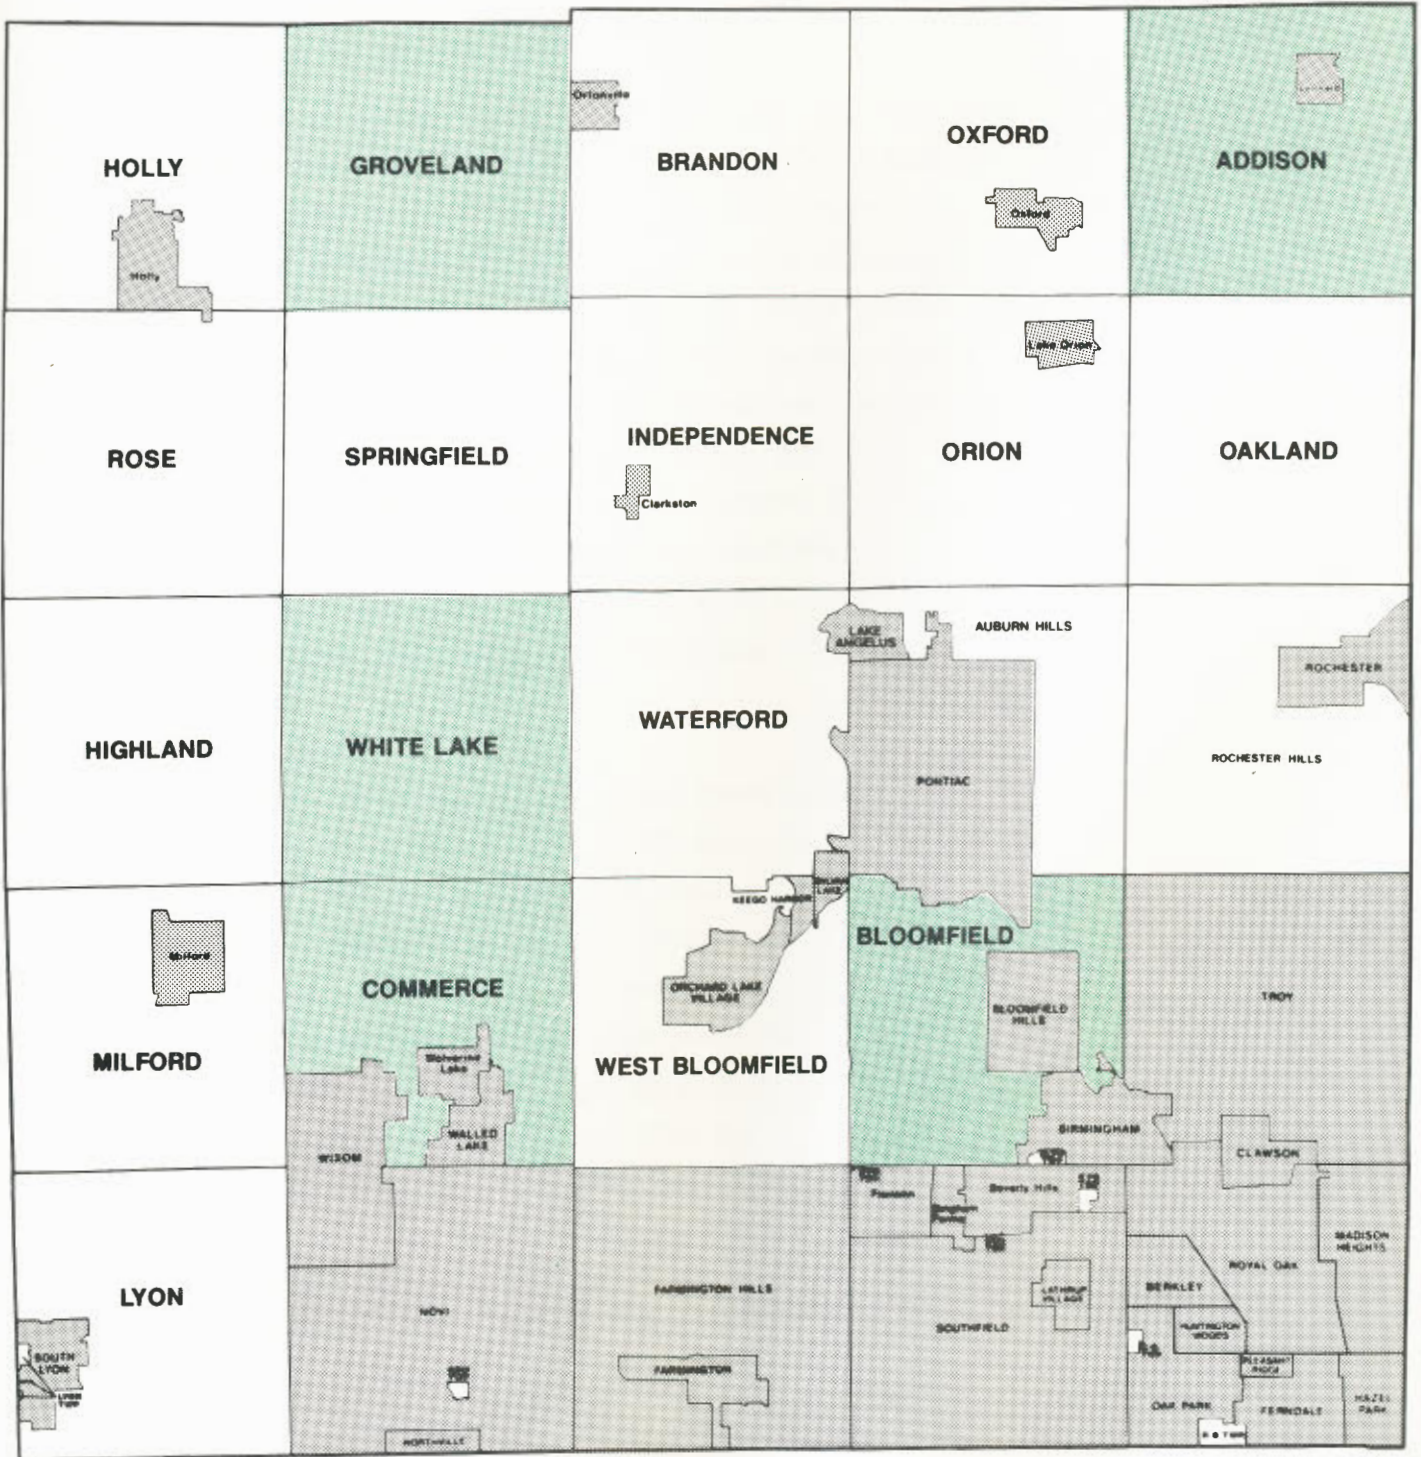 Ortonville
OXFORD
HOLLY
GROVELAND
BRANDON
ADDISON
Oxford
Holly
Lake Orion
INDEPENDENCE
ROSE
SPRINGFIELD
ORION
OAKLAND
Clarkston
AUBURN HILLS
LAKE
ANGELUS
ROCHESTER
WATERFORD
HIGHLAND
WHITE LAKE
ROCHESTER HILLS
PONTIAC
LAKE
KEEGO HARBOR
BLOOMFIELD
Milford
COMMERCE
ORCHARD LAKE
VILLAGE
TROY
BLOOMFIELD
HILLS
MILFORD
Wolverine
Lake
WEST BLOOMFIELD
WALLED
LAKE
BIRMINGHAM
WIXOM
CLAWSON
Franklin
Bingham
Farms
Beverly Hills
MADISON
HEIGHTS
ROYAL OAK
BERKLEY
LYON
FARMINGTON HILLS
LATHRUP
VILLAGE
NOVI
SOUTHFIELD
HUNTINGTON
WOODS
SOUTH
LYON
FARMINGTON
PLEASANT
RIDGE
LYON
TWP
OAK PARK
FERNDALE
HAZEL
PARK
NORTHVILLE
R O TWP